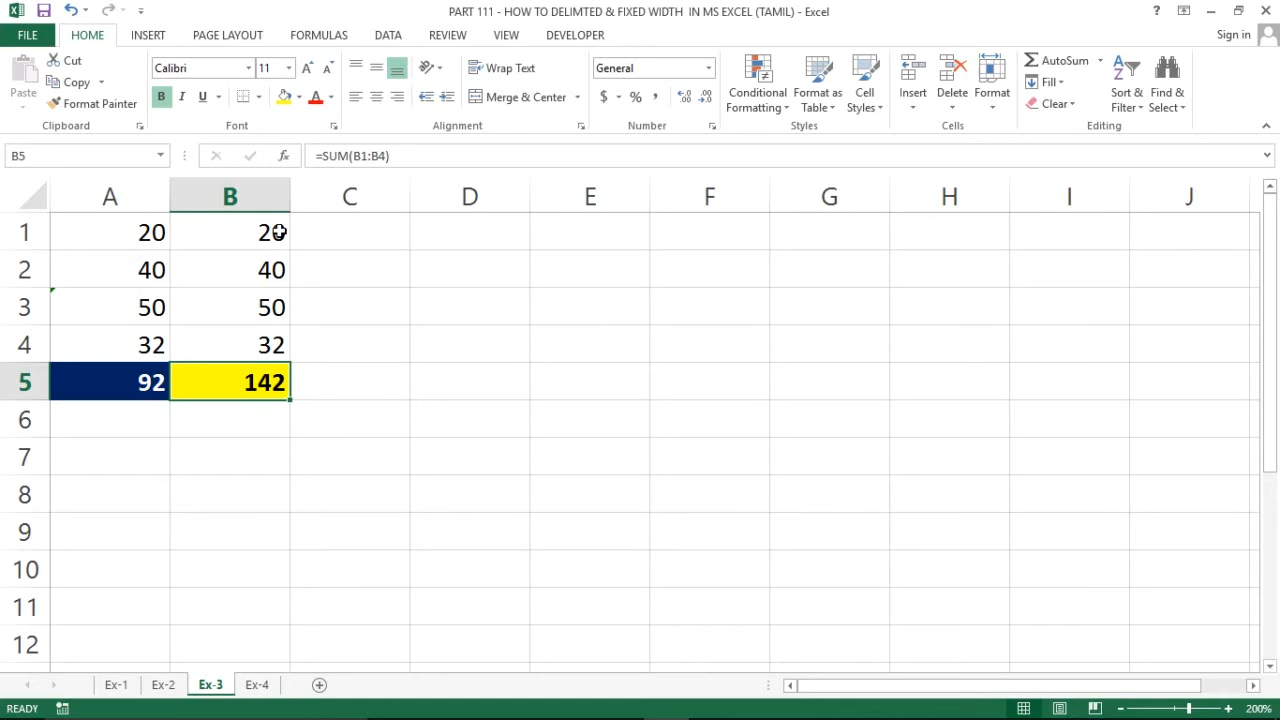 PART 111 - HOW TO DELIMTED & FIXED WIDTH IN MS EXCEL (TAMIL) - Excel
?
FILE HOME INSERT PAGE LAYOUT FORMULAS DATA REVIEW VIEW DEVELOPER Sign in
Paste Cut Copy Format Painter
Clipboard
Calibri 11
B I U
Font
Wrap Text
Merge & Center
Alignment
General
$ % ,
Number
Conditional Formatting
Format as Table
Cell Styles
Styles
Insert Delete Format
Cells
AutoSum
Fill
Clear
Sort & Filter
Find & Select
Editing
B5 fx =SUM(B1:B4)
A B C D E F G H I J
1 20 20
2 40 40
3 50 50
4 32 32
5 92 142
6
7
8
9
10
11
12
Ex-1 Ex-2 Ex-3 Ex-4
READY 200%